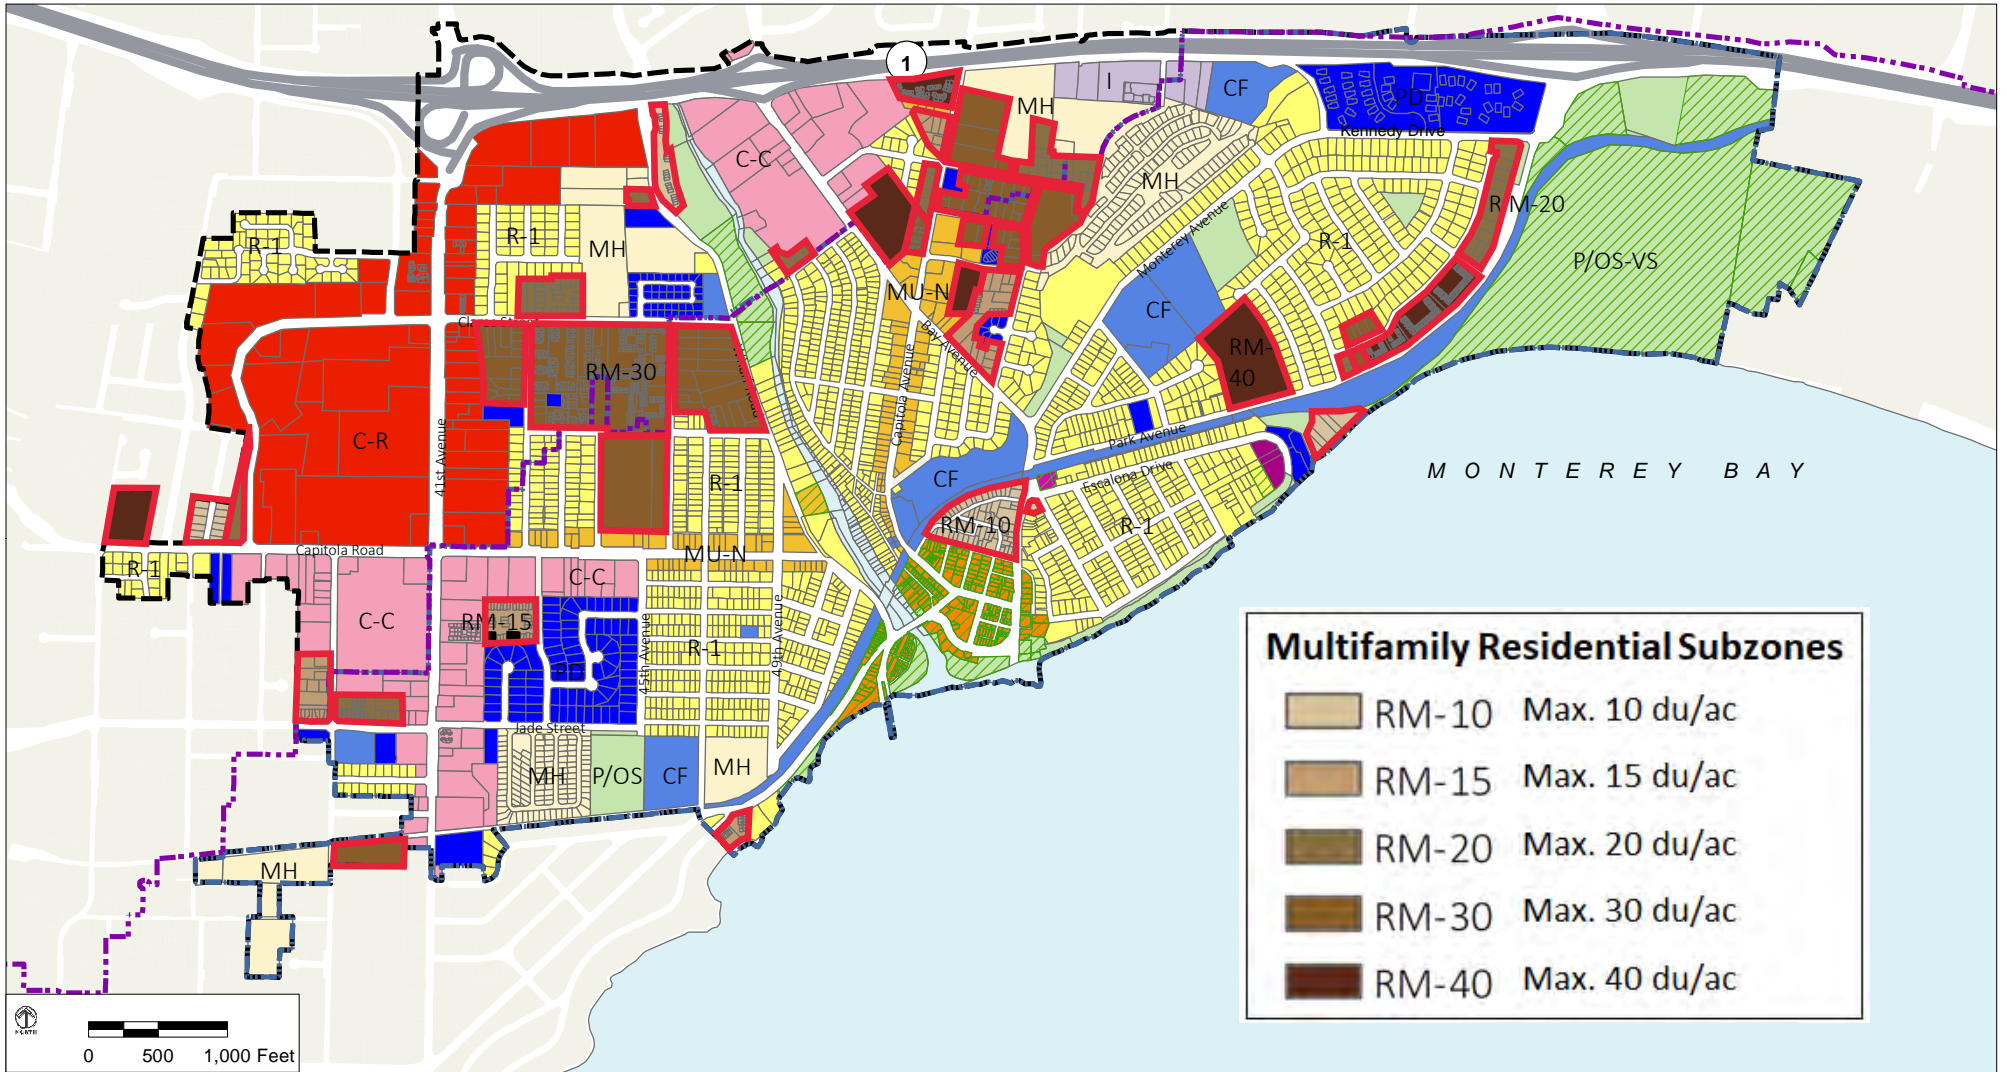 1
I
CF
PD
MH
Kennedy Drive
C-C
MH
RM-20
R-1
R-1
MH
R-1
Monterey Avenue
P/OS-VS
MU-N
CF
Bay Avenue
RM-30
RM-
40
Capitola Avenue
C-R
41st Avenue
Park Avenue
Escalona Drive
MONTEREY BAY
R-1
CF
RM-10
R-1
Capitola Road
MU-N
R-1
C-C
C-C
RM-15
R-1
PD
45th Avenue
49th Avenue
Jade Street
MH
P/OS
CF
MH
MH
Multifamily Residential Subzones
RM-10 Max. 10 du/ac
RM-15 Max. 15 du/ac
RM-20 Max. 20 du/ac
RM-30 Max. 30 du/ac
RM-40 Max. 40 du/ac
NORTH
0 500 1,000 Feet